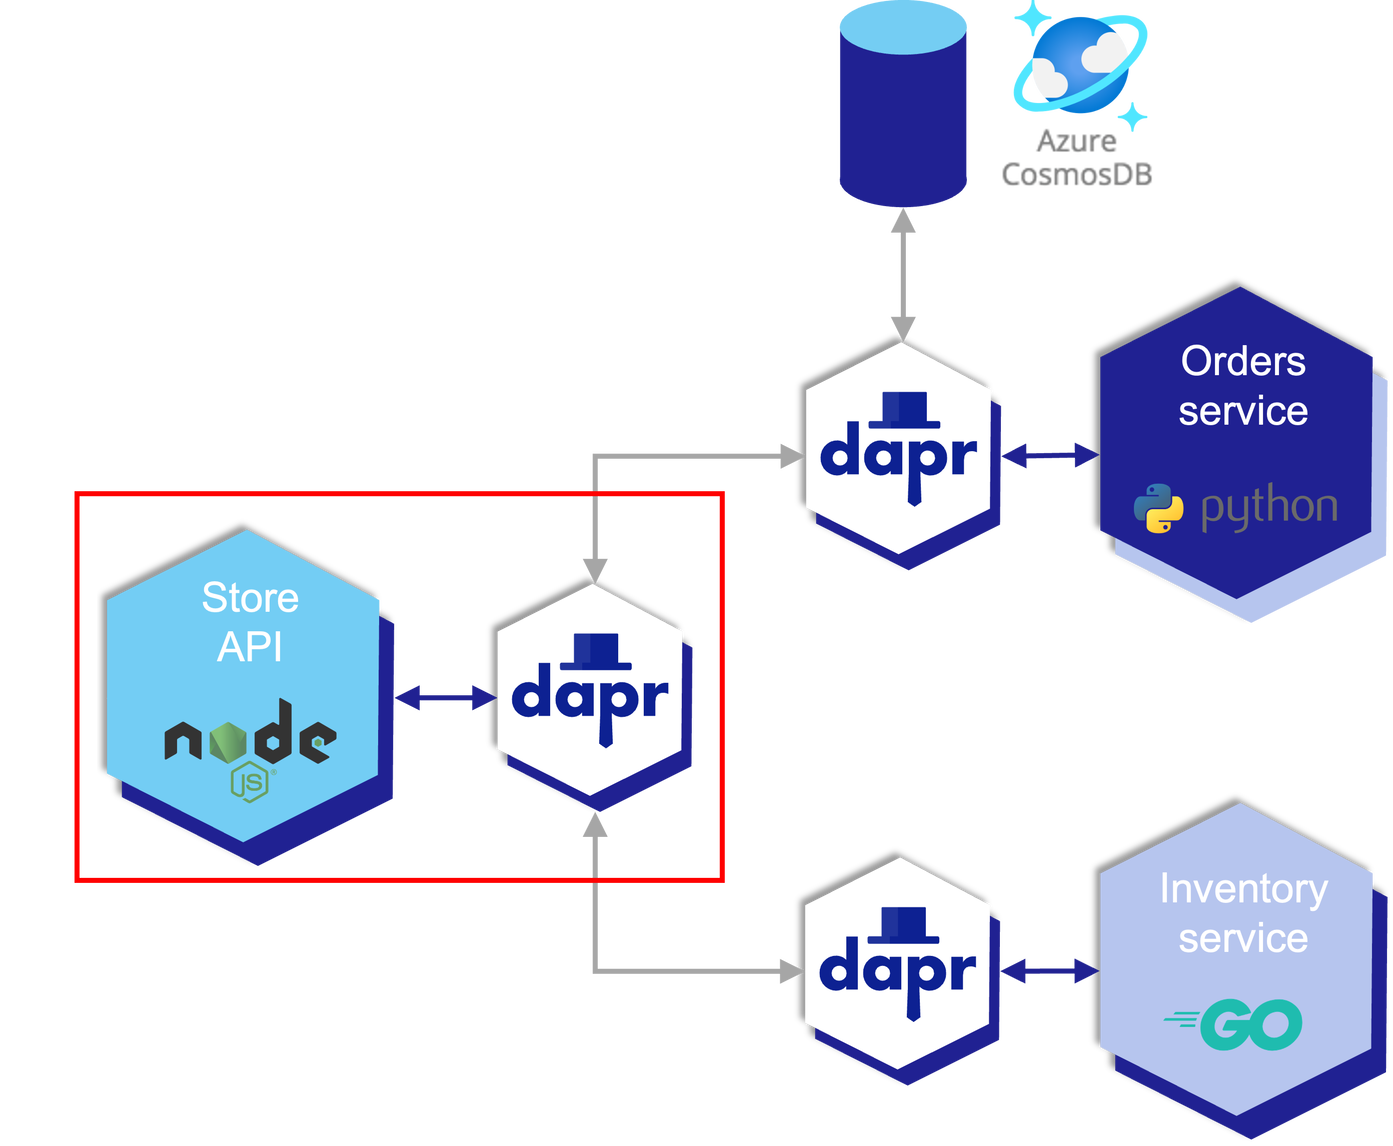 Azure
CosmosDB
Orders
service
dapr
python
Store
API
dapr
node
JS
Inventory
service
dapr
GO